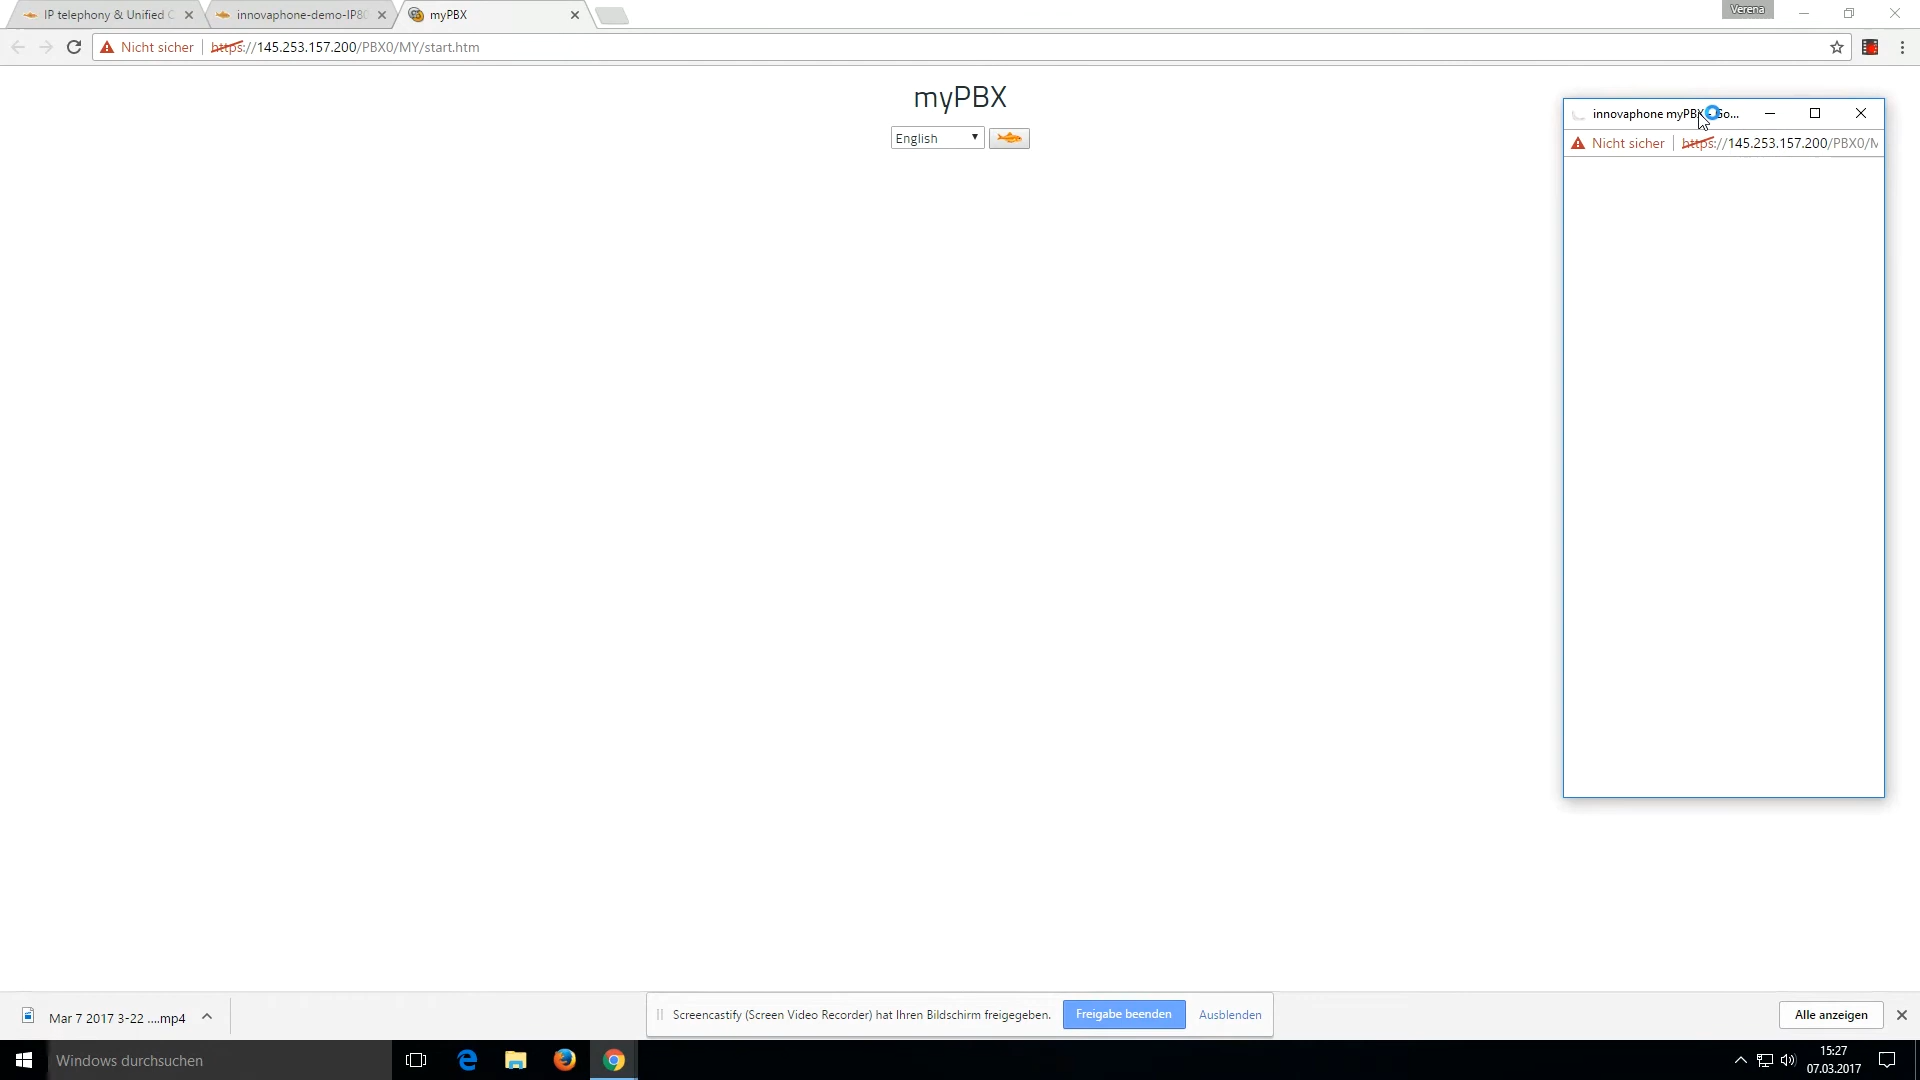 IP telephony & Unified C
innovaphone-demo-IP80
myPBX
Verena
Nicht sicher
https://145.253.157.200/PBX0/MY/start.htm
myPBX
English
innovaphone myPBX - Go...
Nicht sicher
https://145.253.157.200/PBX0/M
Mar 7 2017 3-22 ....mp4
Screencastify (Screen Video Recorder) hat Ihren Bildschirm freigegeben.
Freigabe beenden
Ausblenden
Alle anzeigen
Windows durchsuchen
15:27
07.03.2017